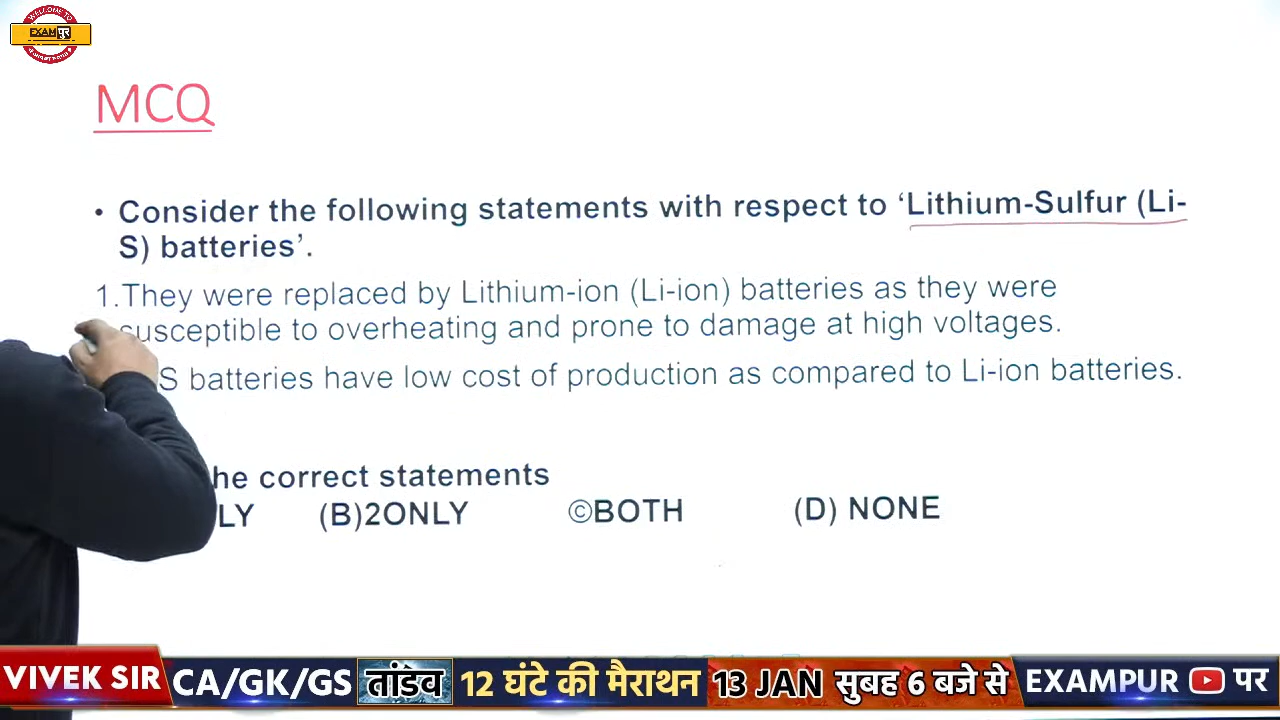 WELCOME TO
EXAMপুर
MCQ
• Consider the following statements with respect to ‘Lithium-Sulfur (Li-
S) batteries’.
1.They were replaced by Lithium-ion (Li-ion) batteries as they were
susceptible to overheating and prone to damage at high voltages.
S batteries have low cost of production as compared to Li-ion batteries.
he correct statements
LY (B)2ONLY ©BOTH (D) NONE
VIVEK SIR CA/GK/GS तांडव 12 घंटे की मैराथन 13 JAN सुबह 6 बजे से EXAMPUR पर